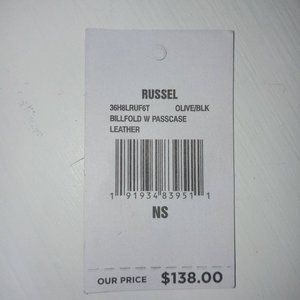 RUSSEL
36H8LRUF6T OLIVE/BLK
BILLFOLD W PASSCASE
LEATHER
1 91934 83951 1
NS
OUR PRICE $138.00